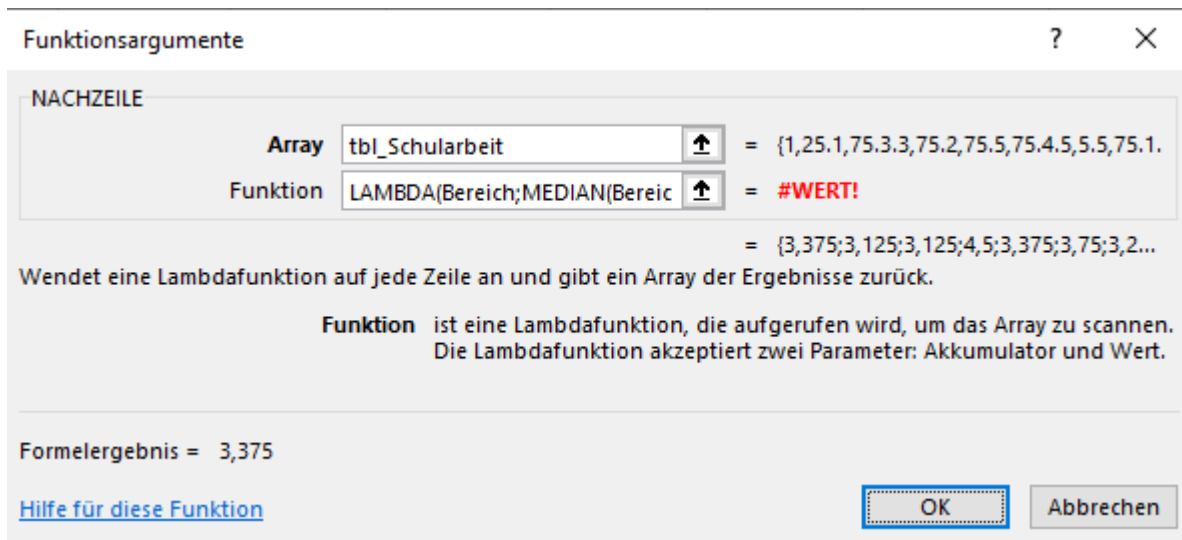 Funktionsargumente ? ×
NACHZEILE
Array tbl_Schularbeit = {1,25.1,75.3.3,75.2,75.5,75.4.5,5.5,75.1.
Funktion LAMBDA(Bereich;MEDIAN(Bereic = #WERT!
= {3,375;3,125;3,125;4,5;3,375;3,75;3,2...
Wendet eine Lambdafunktion auf jede Zeile an und gibt ein Array der Ergebnisse zurück.
Funktion ist eine Lambdafunktion, die aufgerufen wird, um das Array zu scannen.
Die Lambdafunktion akzeptiert zwei Parameter: Akkumulator und Wert.
Formelergebnis = 3,375
Hilfe für diese Funktion OK Abbrechen